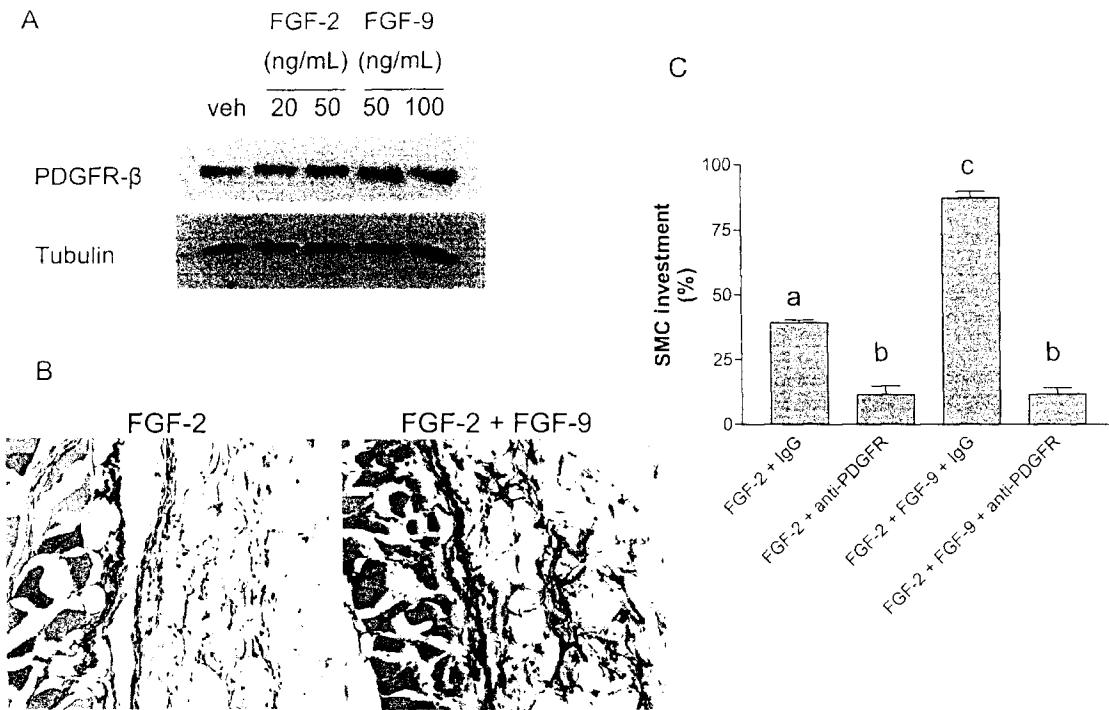 A
FGF-2 FGF-9
(ng/mL) (ng/mL)
veh 20 50 50 100
PDGFR-β
Tubulin
B
FGF-2
FGF-2 + FGF-9
C
SMC investment
(%)
100
75
50
25
0
a
b
c
b
FGF-2 + IgG
FGF-2 + anti-PDGFR
FGF-2 + FGF-9 + IgG
FGF-2 + FGF-9 + anti-PDGFR